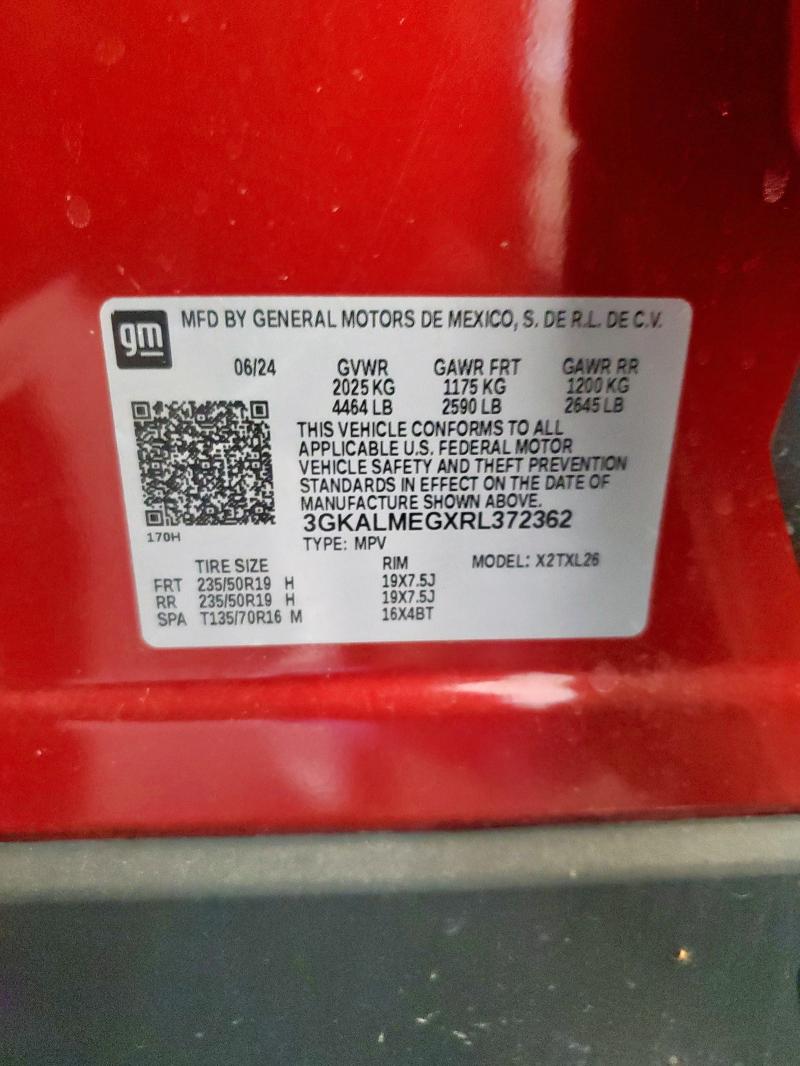 gm MFD BY GENERAL MOTORS DE MEXICO, S. DE R.L. DE C.V.
06/24 GVWR GAWR FRT GAWR RR
2025 KG 1175 KG 1200 KG
4464 LB 2590 LB 2645 LB
THIS VEHICLE CONFORMS TO ALL
APPLICABLE U.S. FEDERAL MOTOR
VEHICLE SAFETY AND THEFT PREVENTION
STANDARDS IN EFFECT ON THE DATE OF
MANUFACTURE SHOWN ABOVE.
3GKALMEGXRL372362
170H
TYPE: MPV
TIRE SIZE RIM MODEL: X2TXL26
FRT 235/50R19 H 19X7.5J
RR 235/50R19 H 19X7.5J
SPA T135/70R16 M 16X4BT